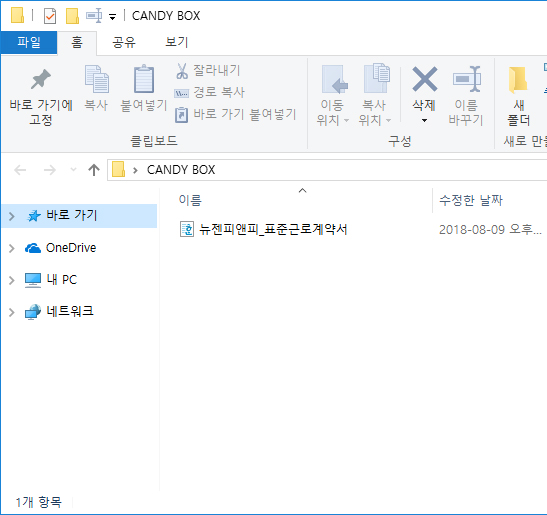 CANDY BOX
파일 홈 공유 보기
바로 가기에 고정
복사
붙여넣기
잘라내기
경로 복사
바로 가기 붙여넣기
클립보드
이동 위치
복사 위치
삭제
이름 바꾸기
구성
새 폴더
새로 만들
CANDY BOX
이름 수정한 날짜
뉴젠피앤피_표준근로계약서 2018-08-09 오후...
바로 가기
OneDrive
내 PC
네트워크
1개 항목